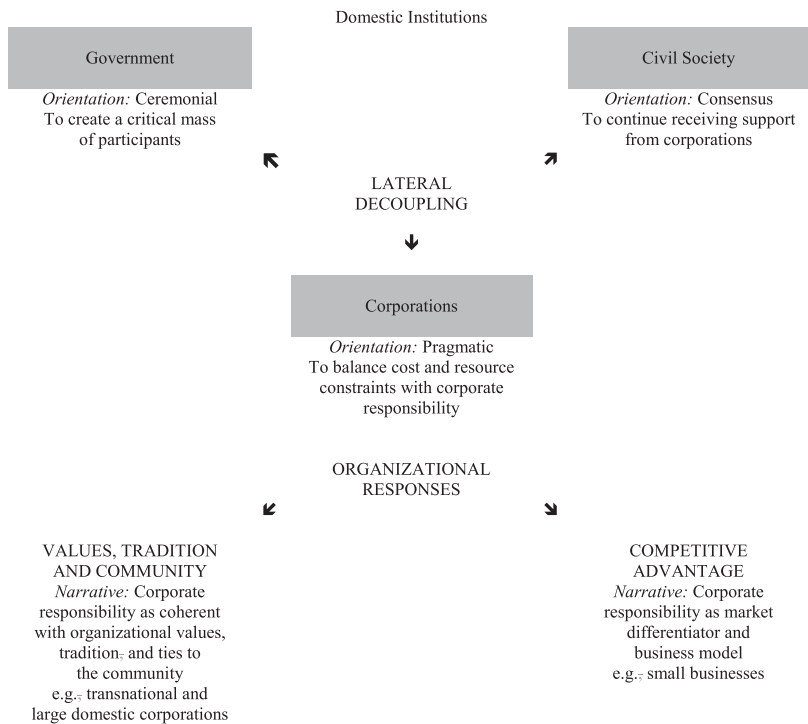 Domestic Institutions
Government
Orientation: Ceremonial
To create a critical mass
of participants
Civil Society
Orientation: Consensus
To continue receiving support
from corporations
LATERAL
DECOUPLING
Corporations
Orientation: Pragmatic
To balance cost and resource
constraints with corporate
responsibility
ORGANIZATIONAL
RESPONSES
VALUES, TRADITION
AND COMMUNITY
Narrative: Corporate
responsibility as coherent
with organizational values,
tradition, and ties to
the community
e.g., transnational and
large domestic corporations
COMPETITIVE
ADVANTAGE
Narrative: Corporate
responsibility as market
differentiator and
business model
e.g., small businesses